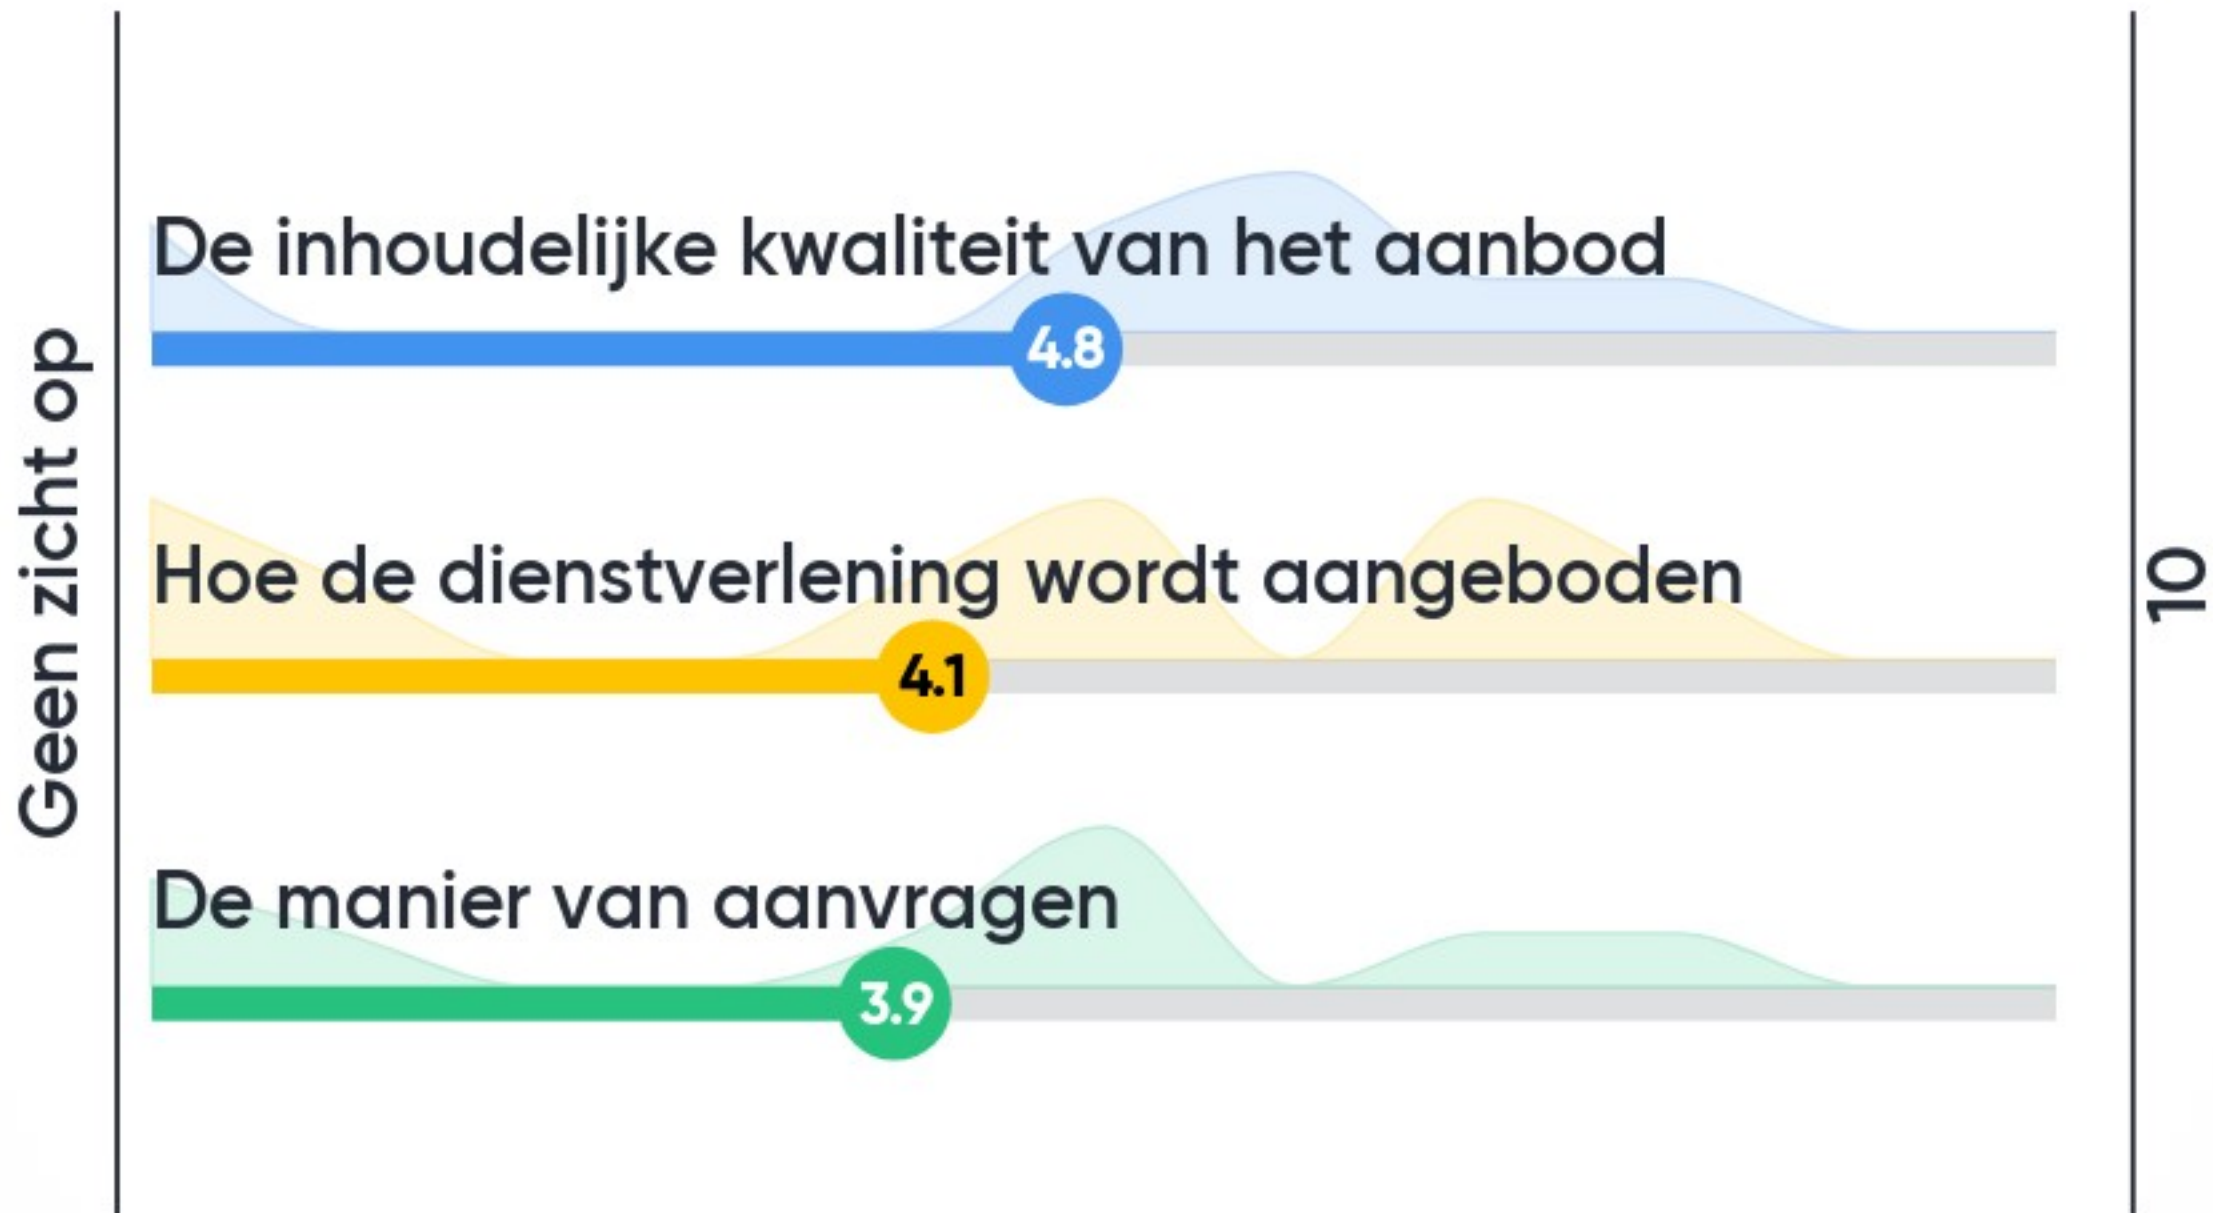 Geen zicht op
De inhoudelijke kwaliteit van het aanbod
4.8
Hoe de dienstverlening wordt aangeboden
4.1
De manier van aanvragen
3.9
10